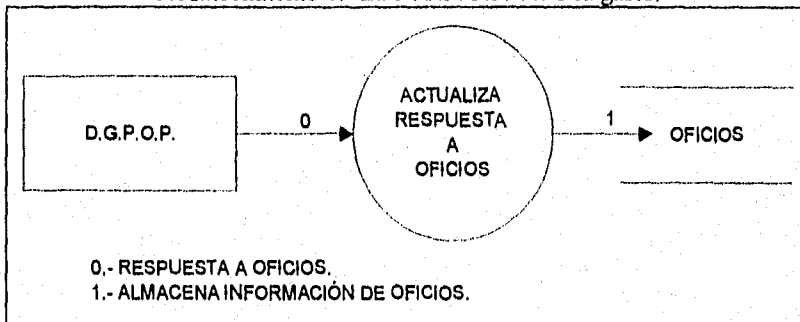 D.G.P.O.P.
0
ACTUALIZA
RESPUESTA
A
OFICIOS
1
OFICIOS
0.- RESPUESTA A OFICIOS.
1.- ALMACENA INFORMACIÓN DE OFICIOS.